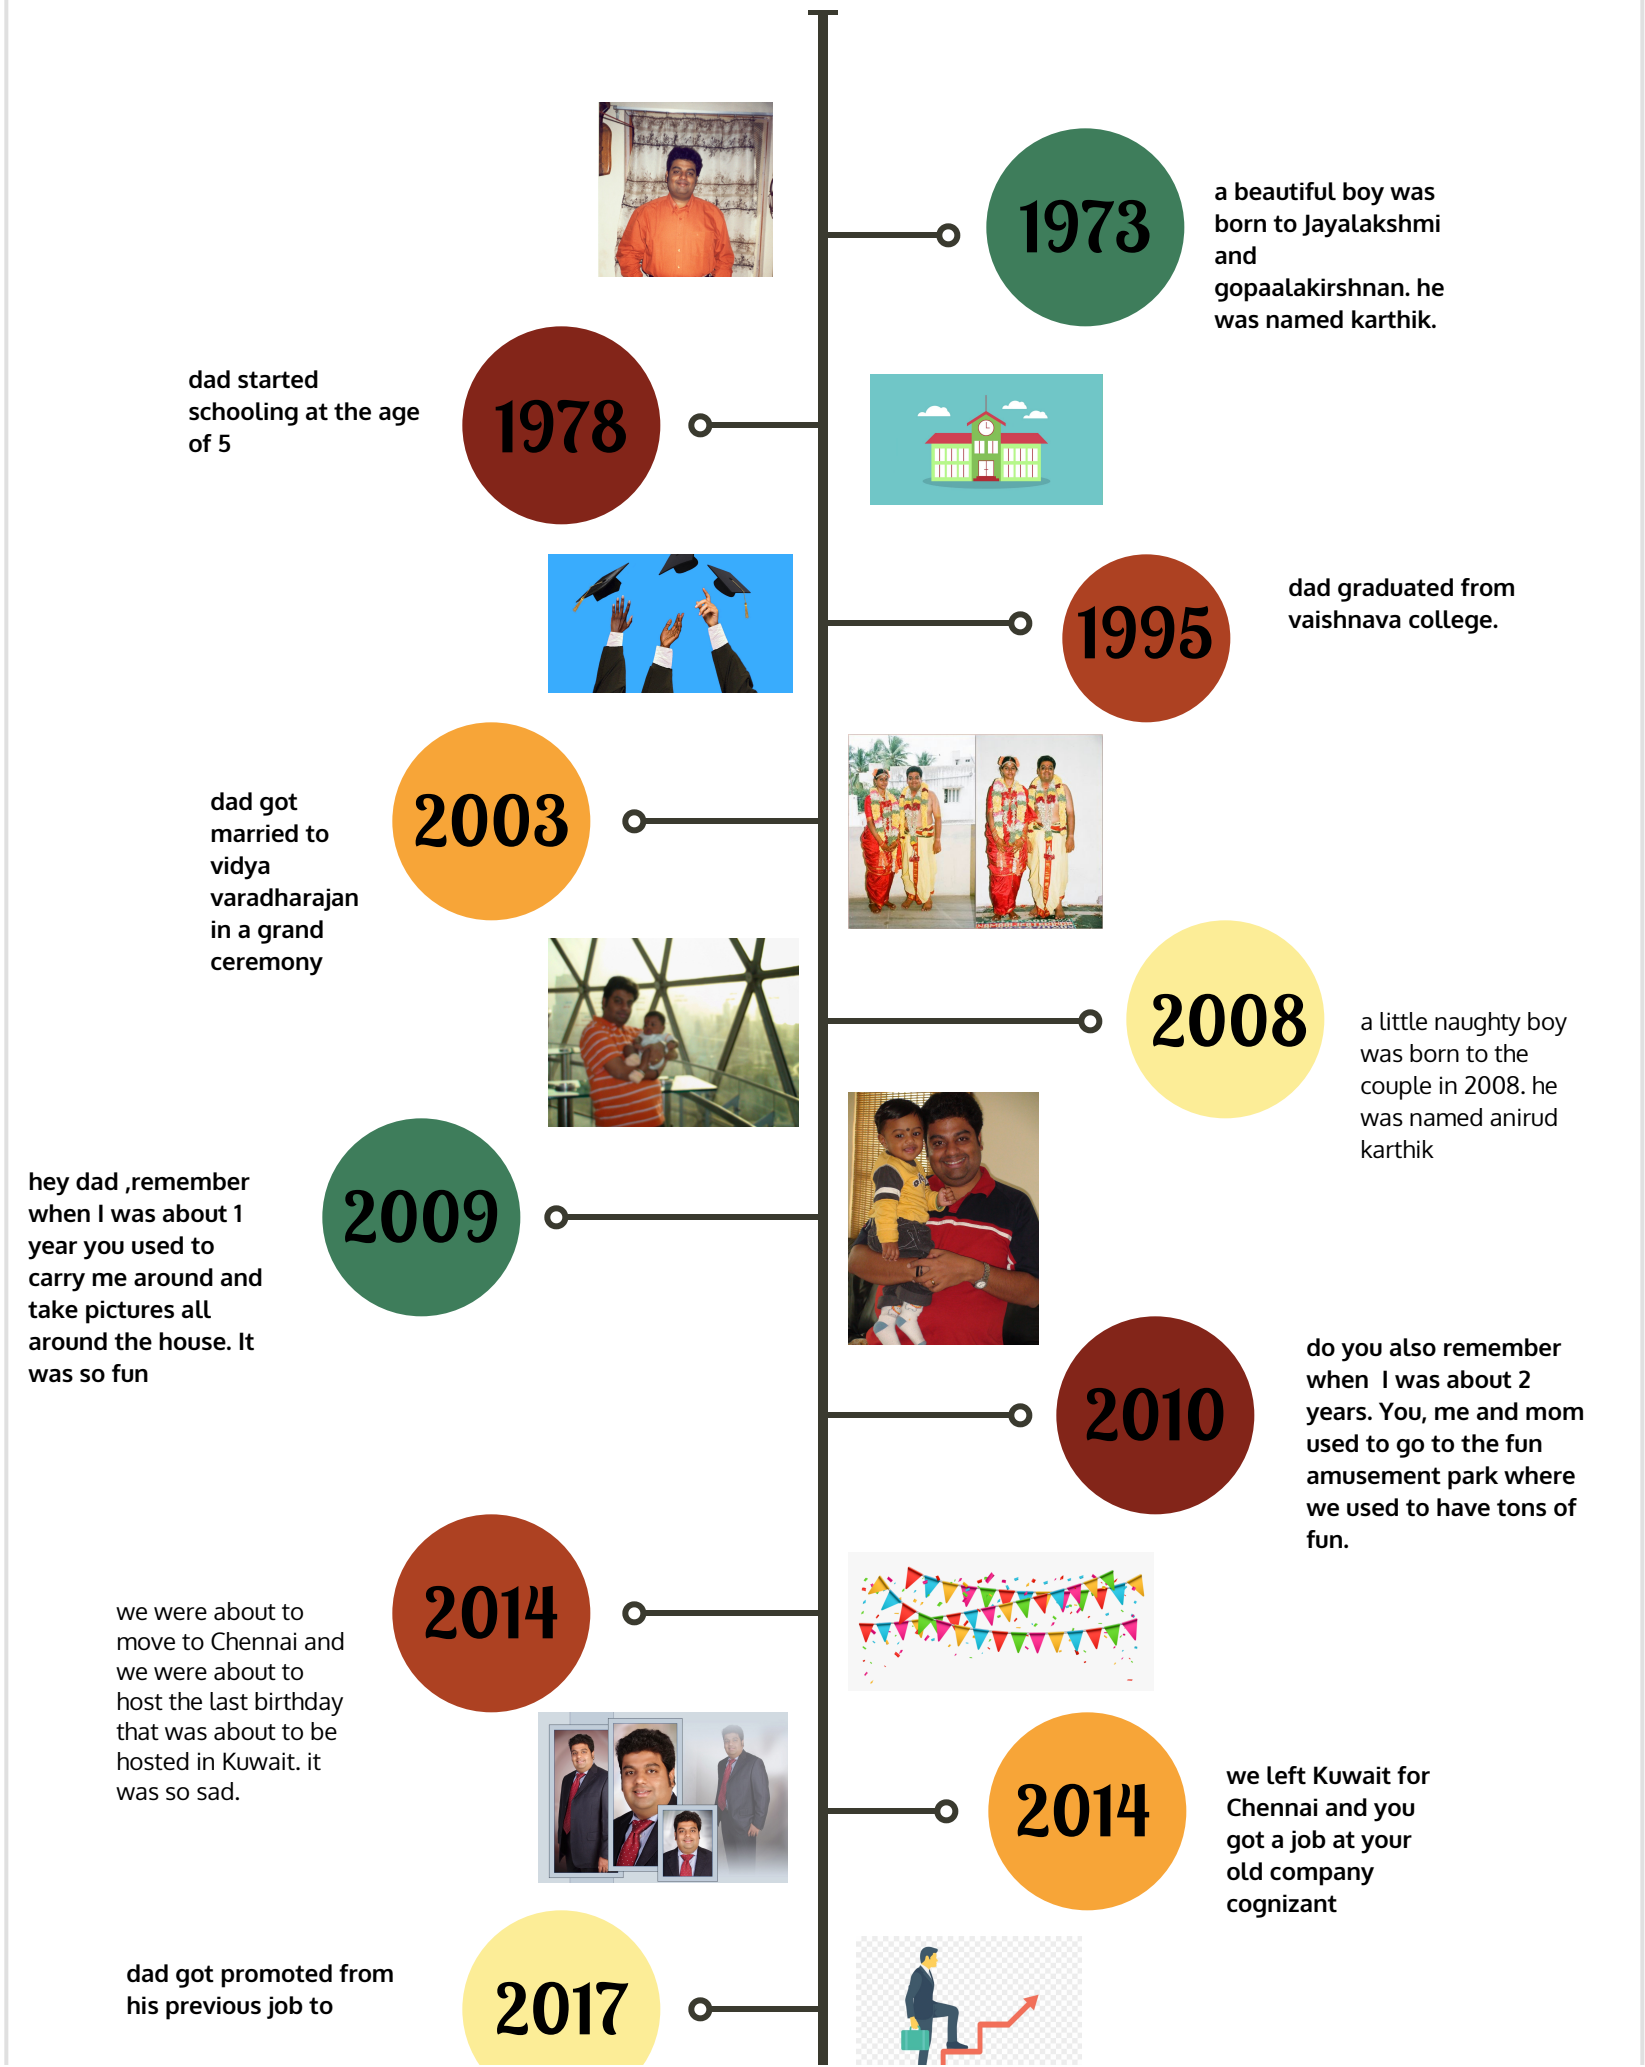 1973
a beautiful boy was
born to Jayalakshmi
and
gopaalakirshnan. he
was named karthik.
dad started
schooling at the age
of 5
1978
1995
dad graduated from
vaishnava college.
dad got
married to
vidya
varadharajan
in a grand
ceremony
2003
2008
a little naughty boy
was born to the
couple in 2008. he
was named anirud
karthik
hey dad ,remember
when I was about 1
year you used to
carry me around and
take pictures all
around the house. It
was so fun
2009
2010
do you also remember
when  I was about 2
years. You, me and mom
used to go to the fun
amusement park where
we used to have tons of
fun.
we were about to
move to Chennai and
we were about to
host the last birthday
that was about to be
hosted in Kuwait. it
was so sad.
2014
2014
we left Kuwait for
Chennai and you
got a job at your
old company
cognizant
dad got promoted from
his previous job to
2017